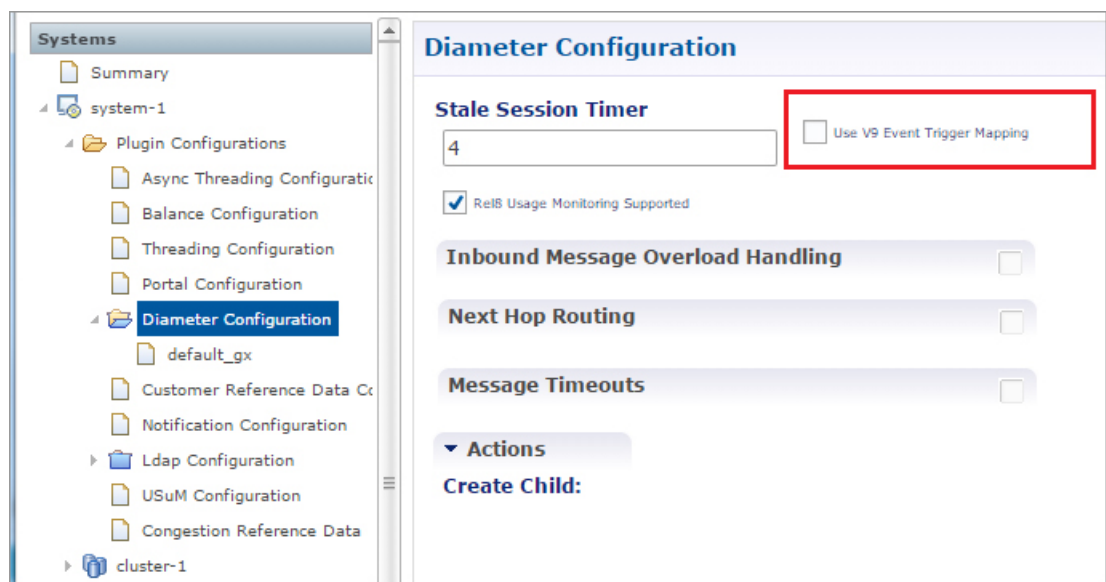 Systems
Summary
system-1
Plugin Configurations
Async Threading Configuratic
Balance Configuration
Threading Configuration
Portal Configuration
Diameter Configuration
default_gx
Customer Reference Data Co
Notification Configuration
Ldap Configuration
USuM Configuration
Congestion Reference Data
cluster-1
Diameter Configuration
Stale Session Timer
4
Use V9 Event Trigger Mapping
Rel8 Usage Monitoring Supported
Inbound Message Overload Handling
Next Hop Routing
Message Timeouts
Actions
Create Child: